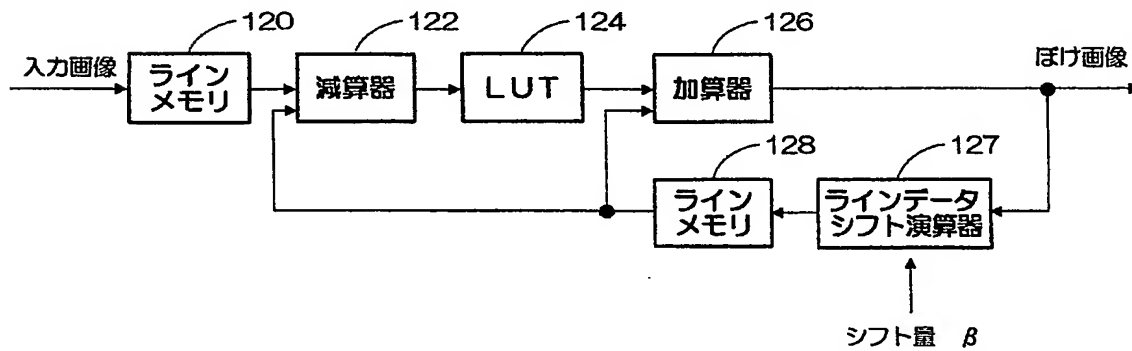 120
122
124
126
入力画像
ライン
メモリ
減算器
LUT
加算器
ぼけ画像
128
127
ライン
メモリ
ラインデータ
シフト演算器
シフト量 β